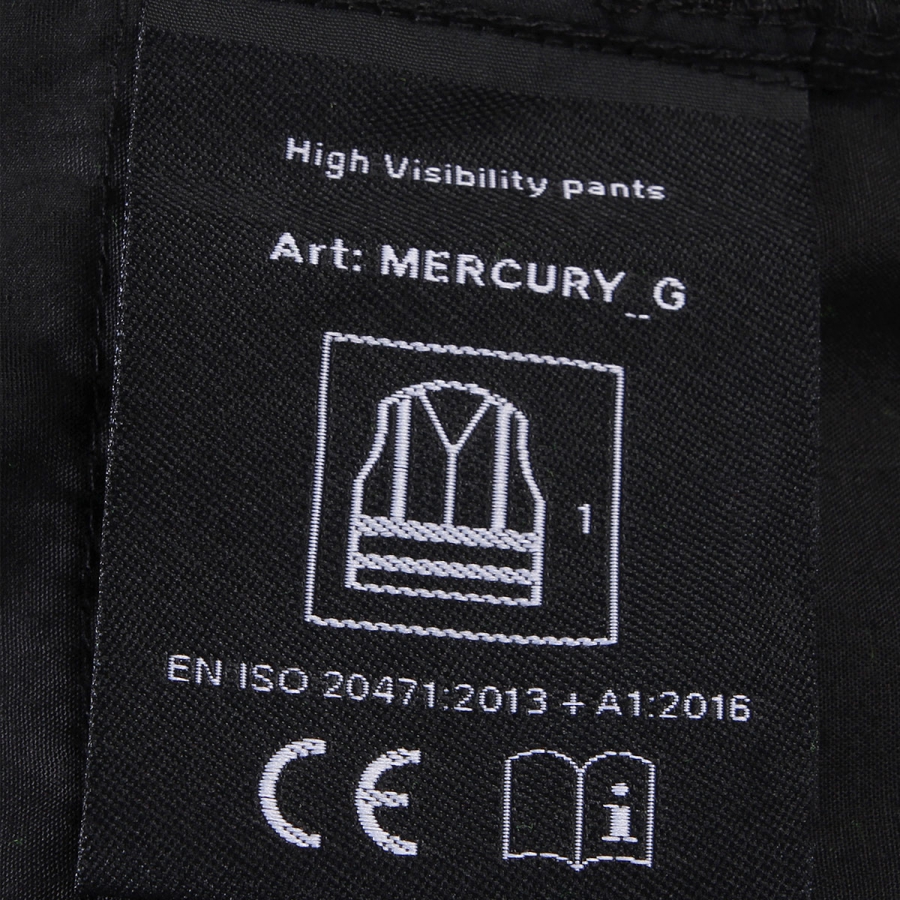 High Visibility pants
Art: MERCURY_G
1
EN ISO 20471:2013 + A1:2016
CE i